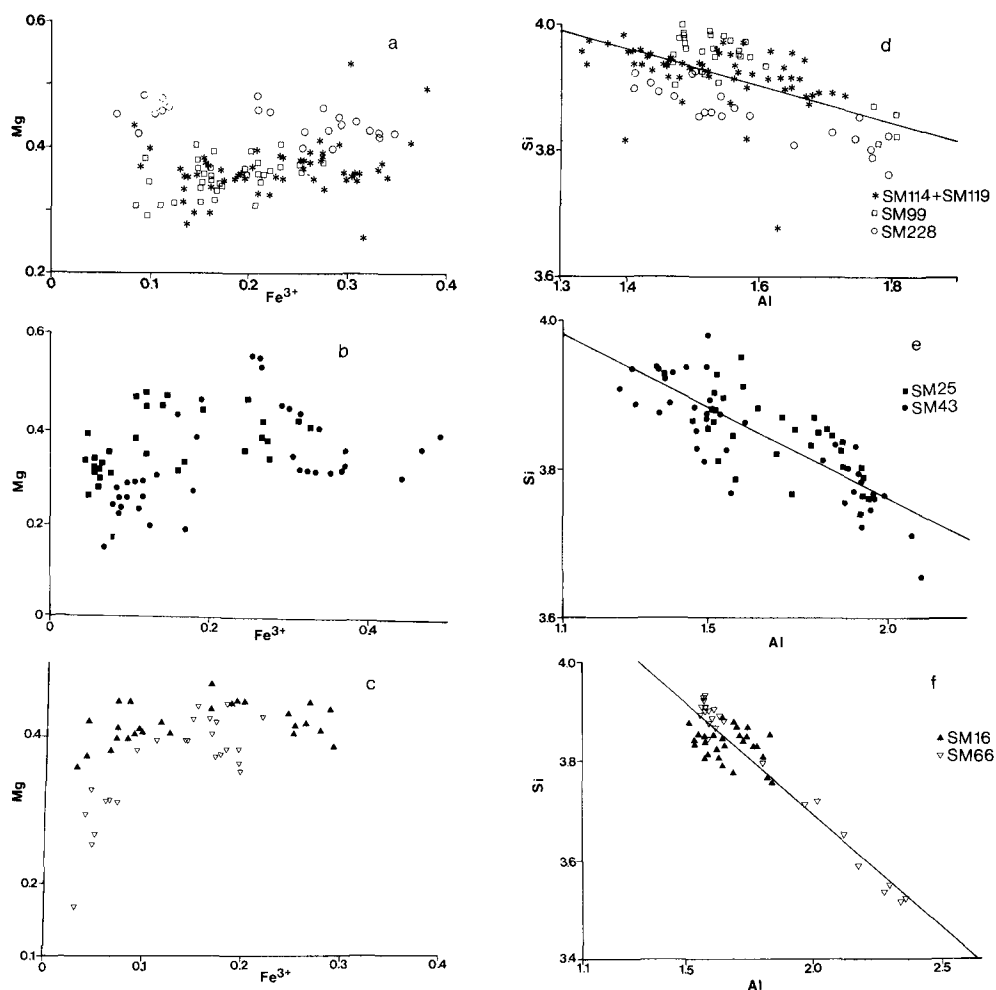 a
0.6
0.4
0.2
Mg
0 0.1 0.2 0.3 0.4
Fe3+
d
4.0
3.8
3.6
Si
1.3 1.4 1.6 1.8
Al
SM114+SM119
SM99
SM228
b
0.6
0.4
0.2
0
Mg
0 0.2 0.4
Fe3+
e
4.0
3.8
3.6
Si
1.1 1.5 2.0
Al
SM25
SM43
c
0.4
0.2
0.1
Mg
0 0.1 0.2 0.3 0.4
Fe3+
f
4.0
3.8
3.6
3.4
Si
1.1 1.5 2.0 2.5
Al
SM16
SM66